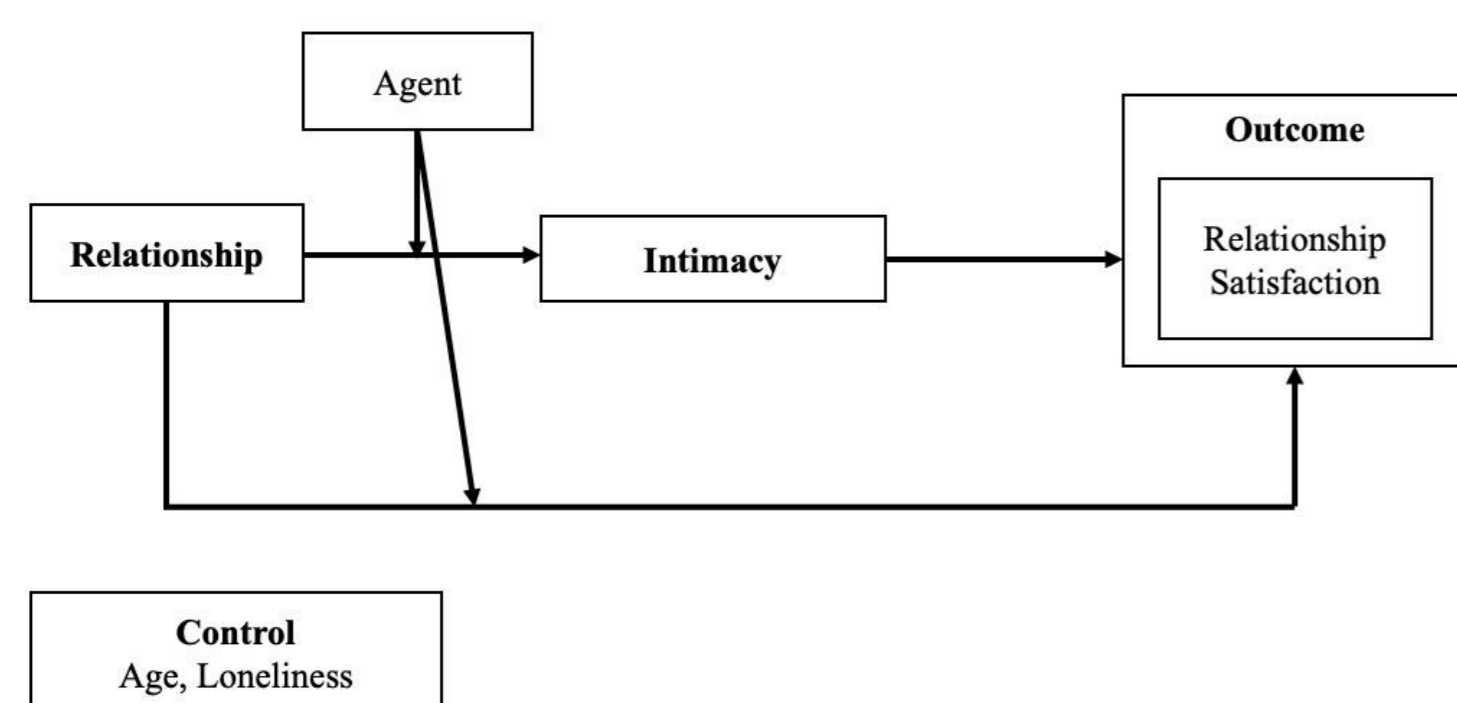 Agent
Outcome
Relationship
Intimacy
Relationship
Satisfaction
Control
Age, Loneliness